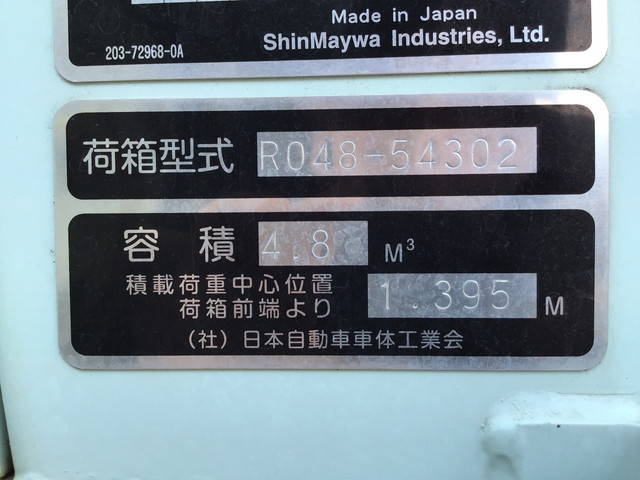 Made in Japan
203-72968-0A ShinMaywa Industries, Ltd.
荷箱型式 R048-54302
容積 4.8 M³
積載荷重中心位置
荷箱前端より 1.395 M
（社）日本自動車車体工業会